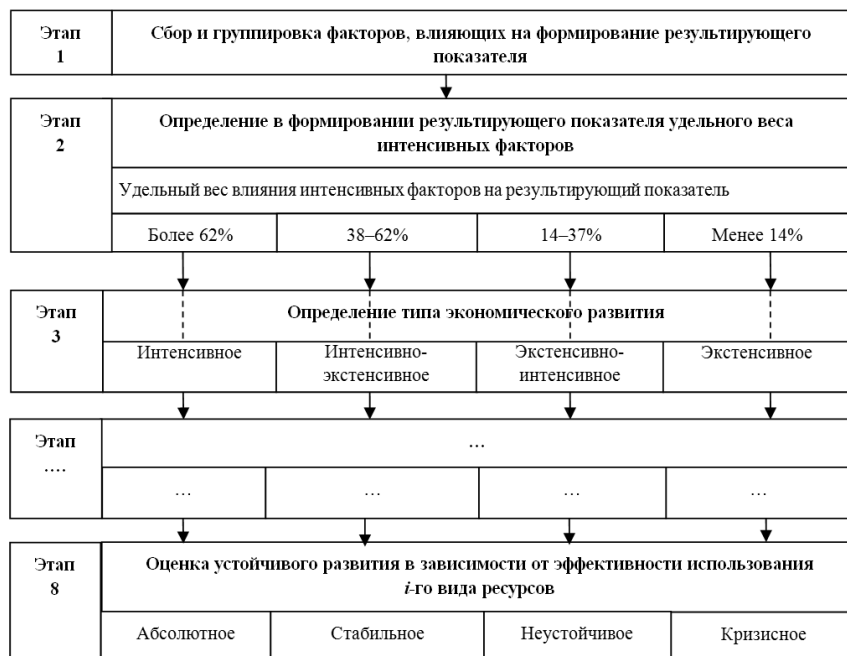 Этап
1
Сбор и группировка факторов, влияющих на формирование результирующего
показателя
Этап
2
Определение в формировании результирующего показателя удельного веса
интенсивных факторов
Удельный вес влияния интенсивных факторов на результирующий показатель
Более 62%
38–62%
14–37%
Менее 14%
Этап
3
Определение типа экономического развития
Интенсивное
Интенсивно-
экстенсивное
Экстенсивно-
интенсивное
Экстенсивное
Этап
....
...
...
...
...
...
Этап
8
Оценка устойчивого развития в зависимости от эффективности использования
i-го вида ресурсов
Абсолютное
Стабильное
Неустойчивое
Кризисное